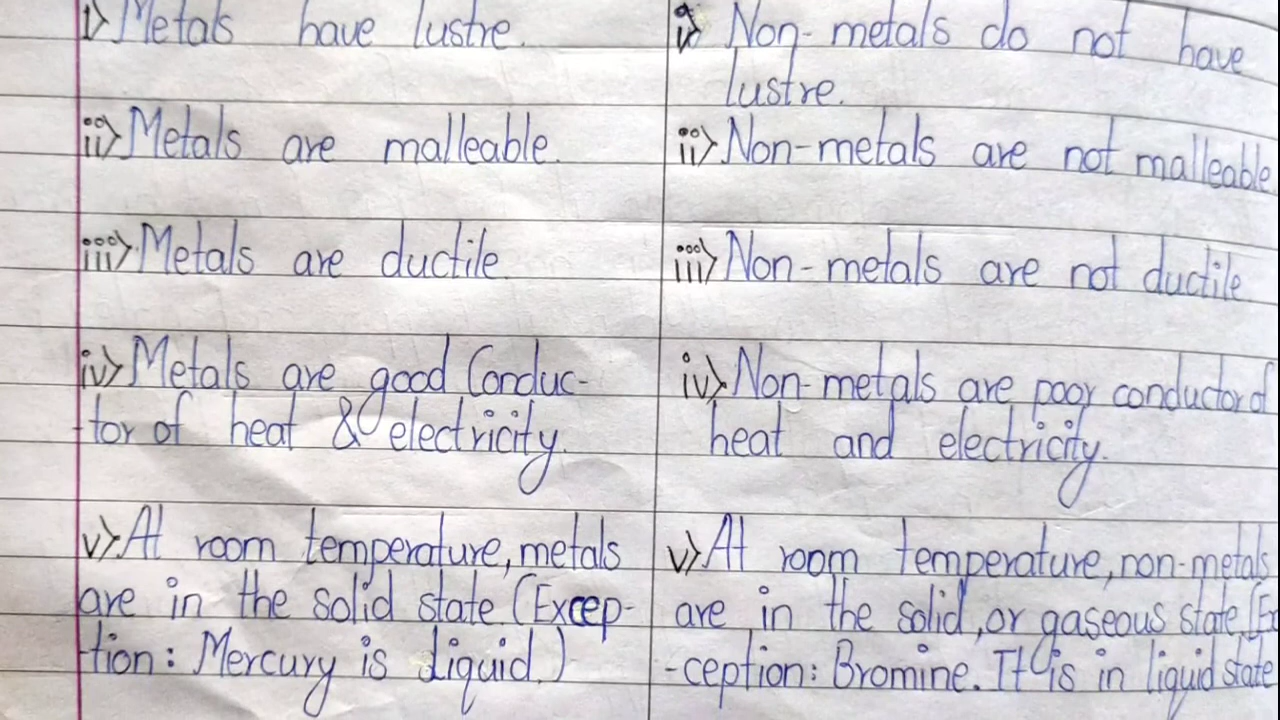 i> Metals have lustre.
ii> Metals are malleable.
iii> Metals are ductile.
iv> Metals are good Conduc-
-tor of heat & electricity.
v> At room temperature, metals
are in the solid state (Excep-
-tion: Mercury is liquid.)
i> Non-metals do not have
lustre.
ii> Non-metals are not malleable
iii> Non-metals are not ductile
iv> Non-metals are poor conductor of
heat and electricity.
v> At room temperature, non-metals
are in the solid, or gaseous state (Ex
-ception: Bromine. It is in liquid state